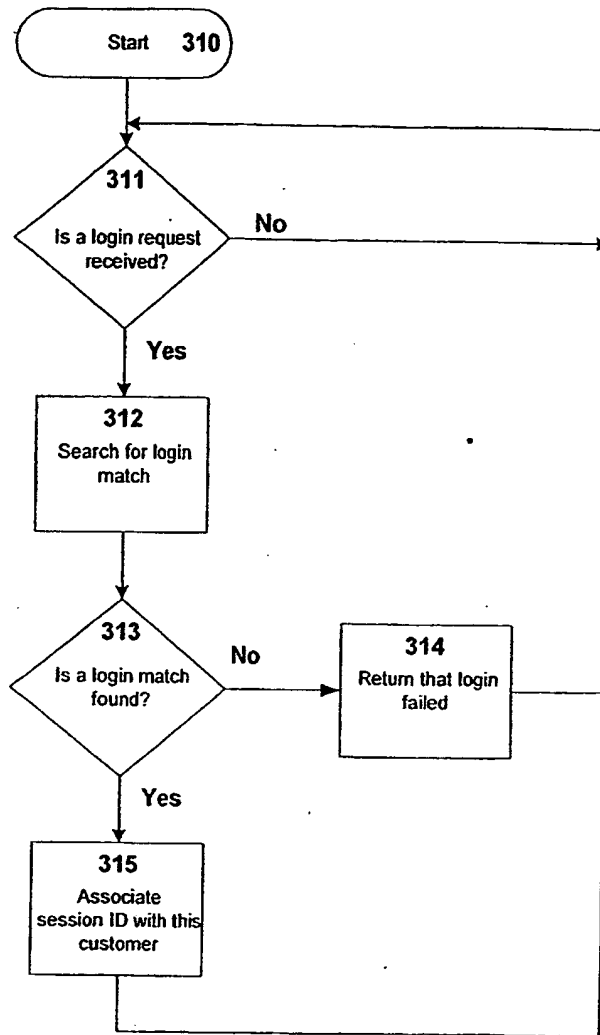 Start 310
311
Is a login request
received?
No
Yes
312
Search for login
match
313
Is a login match
found?
No
314
Return that login
failed
Yes
315
Associate
session ID with this
customer